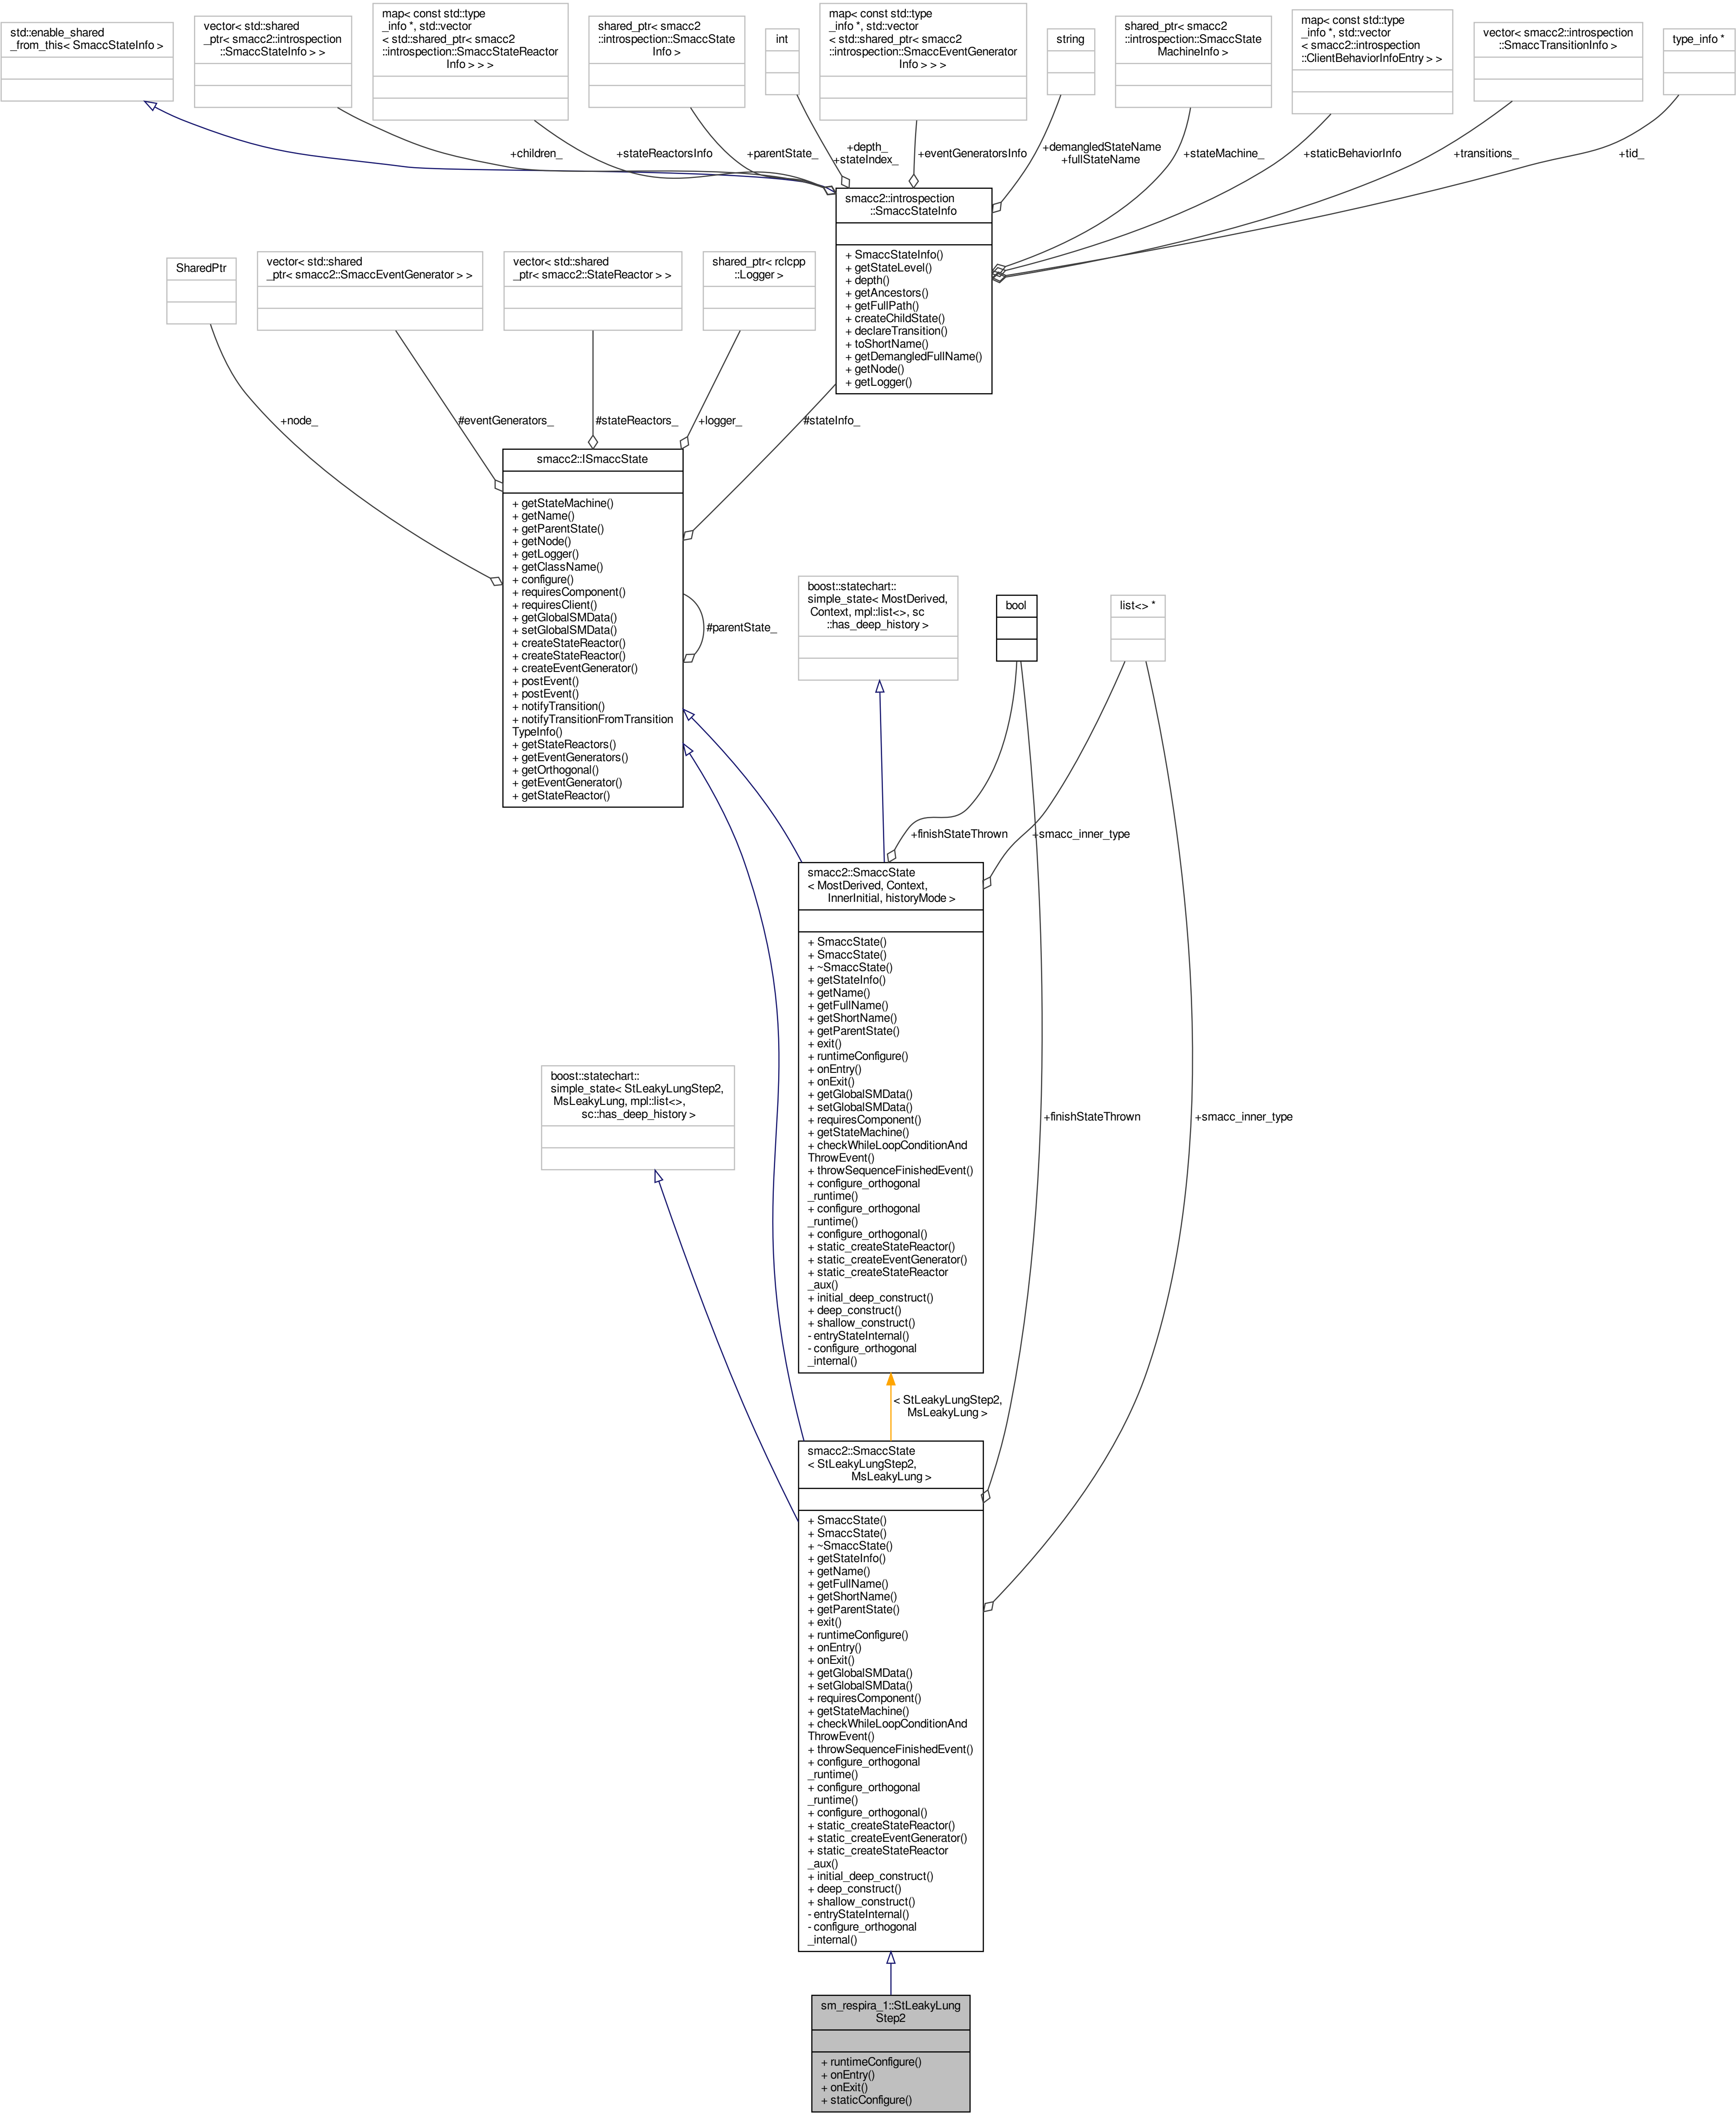 std::enable_shared
_from_this< SmaccStateInfo >
vector< std::shared
_ptr< smacc2::introspection
::SmaccStateInfo > >
map< const std::type
_info *, std::vector
< std::shared_ptr< smacc2
::introspection::SmaccStateReactor
Info > > >
shared_ptr< smacc2
::introspection::SmaccState
Info >
int
map< const std::type
_info *, std::vector
< std::shared_ptr< smacc2
::introspection::SmaccEventGenerator
Info > > >
string
shared_ptr< smacc2
::introspection::SmaccState
MachineInfo >
map< const std::type
_info *, std::vector
< smacc2::introspection
::ClientBehaviorInfoEntry > >
vector< smacc2::introspection
::SmaccTransitionInfo >
type_info *
+children_
+stateReactorsInfo
+parentState_
+depth_
+stateIndex_
+eventGeneratorsInfo
+demangledStateName
+fullStateName
+stateMachine_
+staticBehaviorInfo
+transitions_
+tid_
smacc2::introspection
::SmaccStateInfo
+ SmaccStateInfo()
+ getStateLevel()
+ depth()
+ getAncestors()
+ getFullPath()
+ createChildState()
+ declareTransition()
+ toShortName()
+ getDemangledFullName()
+ getNode()
+ getLogger()
SharedPtr
vector< std::shared
_ptr< smacc2::SmaccEventGenerator > >
vector< std::shared
_ptr< smacc2::StateReactor > >
shared_ptr< rclcpp
::Logger >
+node_
#eventGenerators_
#stateReactors_
+logger_
#stateInfo_
smacc2::ISmaccState
+ getStateMachine()
+ getName()
+ getParentState()
+ getNode()
+ getLogger()
+ getClassName()
+ configure()
+ requiresComponent()
+ requiresClient()
+ getGlobalSMData()
+ setGlobalSMData()
+ createStateReactor()
+ createStateReactor()
+ createEventGenerator()
+ postEvent()
+ postEvent()
+ notifyTransition()
+ notifyTransitionFromTransition
TypeInfo()
+ getStateReactors()
+ getEventGenerators()
+ getOrthogonal()
+ getEventGenerator()
+ getStateReactor()
#parentState_
boost::statechart::
simple_state< MostDerived,
Context, mpl::list<>, sc
::has_deep_history >
bool
list<> *
+finishStateThrown
+smacc_inner_type
smacc2::SmaccState
< MostDerived, Context,
InnerInitial, historyMode >
+ SmaccState()
+ SmaccState()
+ ~SmaccState()
+ getStateInfo()
+ getName()
+ getFullName()
+ getShortName()
+ getParentState()
+ exit()
+ runtimeConfigure()
+ onEntry()
+ onExit()
+ getGlobalSMData()
+ setGlobalSMData()
+ requiresComponent()
+ getStateMachine()
+ checkWhileLoopConditionAnd
ThrowEvent()
+ throwSequenceFinishedEvent()
+ configure_orthogonal
_runtime()
+ configure_orthogonal
_runtime()
+ configure_orthogonal()
+ static_createStateReactor()
+ static_createEventGenerator()
+ static_createStateReactor
_aux()
+ initial_deep_construct()
+ deep_construct()
+ shallow_construct()
- entryStateInternal()
- configure_orthogonal
_internal()
boost::statechart::
simple_state< StLeakyLungStep2,
MsLeakyLung, mpl::list<>,
sc::has_deep_history >
+finishStateThrown
+smacc_inner_type
< StLeakyLungStep2,
MsLeakyLung >
smacc2::SmaccState
< StLeakyLungStep2,
MsLeakyLung >
+ SmaccState()
+ SmaccState()
+ ~SmaccState()
+ getStateInfo()
+ getName()
+ getFullName()
+ getShortName()
+ getParentState()
+ exit()
+ runtimeConfigure()
+ onEntry()
+ onExit()
+ getGlobalSMData()
+ setGlobalSMData()
+ requiresComponent()
+ getStateMachine()
+ checkWhileLoopConditionAnd
ThrowEvent()
+ throwSequenceFinishedEvent()
+ configure_orthogonal
_runtime()
+ configure_orthogonal
_runtime()
+ configure_orthogonal()
+ static_createStateReactor()
+ static_createEventGenerator()
+ static_createStateReactor
_aux()
+ initial_deep_construct()
+ deep_construct()
+ shallow_construct()
- entryStateInternal()
- configure_orthogonal
_internal()
sm_respira_1::StLeakyLung
Step2
+ runtimeConfigure()
+ onEntry()
+ onExit()
+ staticConfigure()